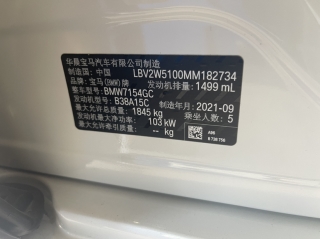 华晨宝马汽车有限公司制造
制造国: 中国 LBV2W5100MM182734
品牌: 宝马(BMW)牌 发动机排量: 1499 mL
整车型号: BMW7154GC
发动机型号: B38A15C 制造年月: 2021-09
最大允许总质量: 1845 kg 乘坐人数: 5
发动机最大净功率: 103 kW
最大允许牵引质量: -- kg